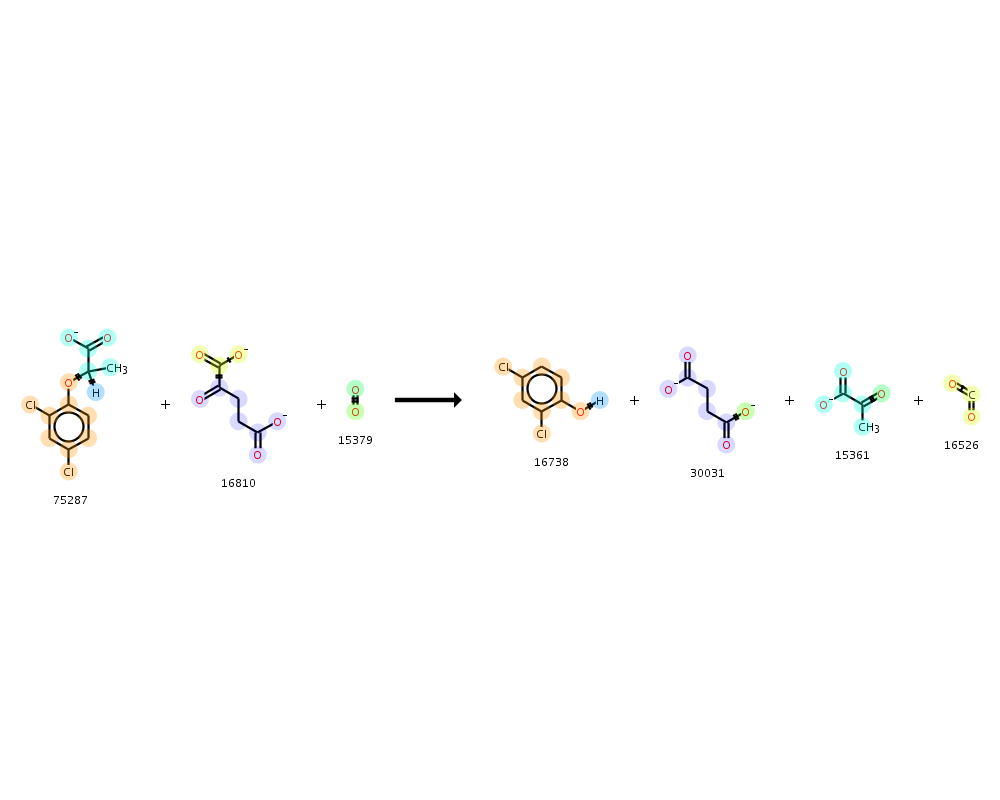 O⁻ O
CH₃
O H
Cl
Cl
75287
+
O O⁻
O
O⁻
O
16810
+
O
O
15379
Cl
O H
Cl
16738
+
O
O⁻
O⁻
O
30031
+
O
O⁻ O
CH₃
15361
+
O
C
O
16526